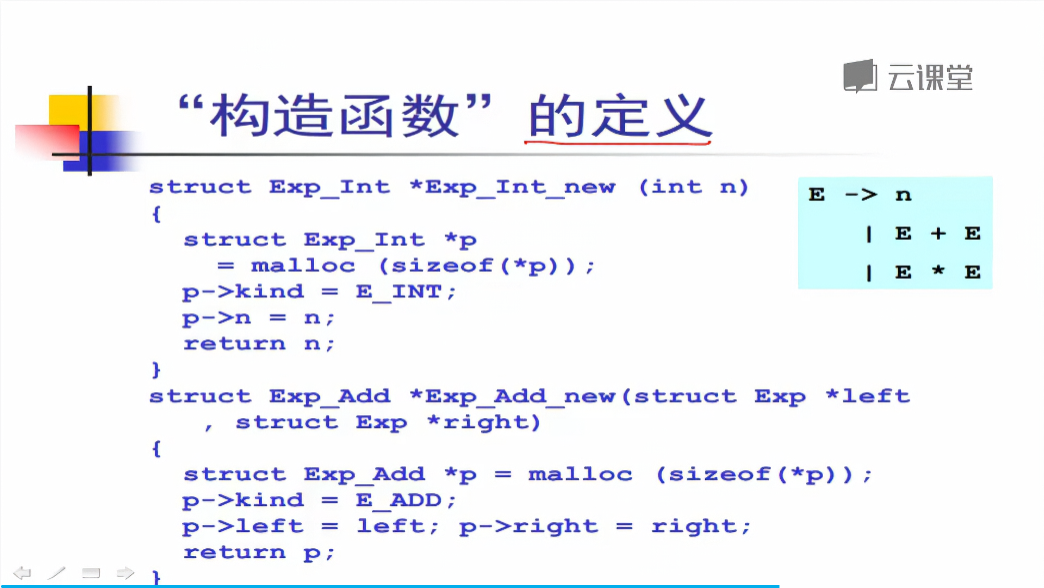 云课堂
“构造函数”的定义
struct Exp_Int *Exp_Int_new (int n)
{
struct Exp_Int *p
= malloc (sizeof(*p));
p->kind = E_INT;
p->n = n;
return n;
}
struct Exp_Add *Exp_Add_new(struct Exp *left
, struct Exp *right)
{
struct Exp_Add *p = malloc (sizeof(*p));
p->kind = E_ADD;
p->left = left; p->right = right;
return p;
}
E -> n
| E + E
| E * E